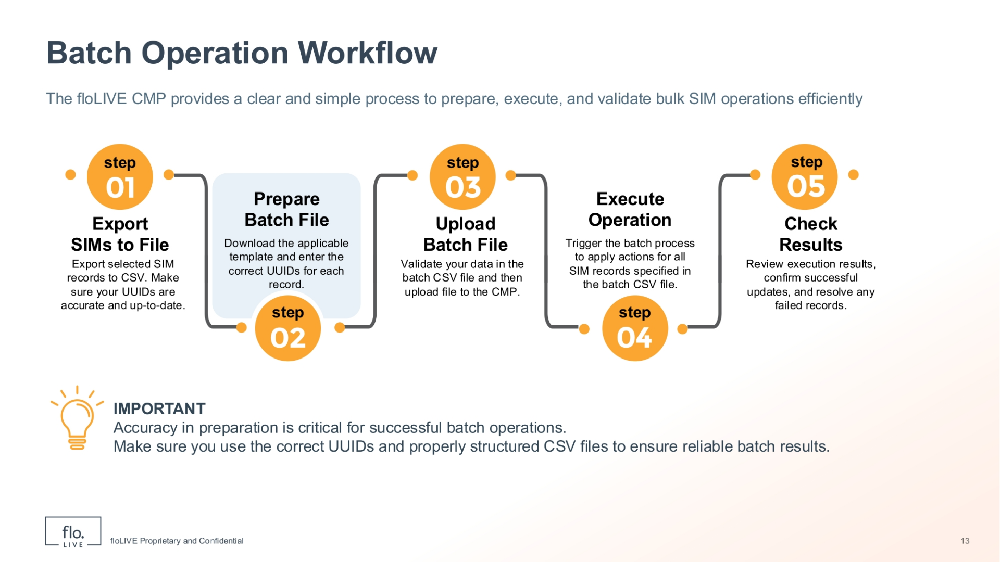 Batch Operation Workflow
The floLIVE CMP provides a clear and simple process to prepare, execute, and validate bulk SIM operations efficiently
step
01
Export
SIMs to File
Export selected SIM
records to CSV. Make
sure your UUIDs are
accurate and up-to-date.
Prepare
Batch File
Download the applicable
template and enter the
correct UUIDs for each
record.
step
02
step
03
Upload
Batch File
Validate your data in the
batch CSV file and then
upload file to the CMP.
Execute
Operation
Trigger the batch process
to apply actions for all
SIM records specified in
the batch CSV file.
step
04
step
05
Check
Results
Review execution results,
confirm successful
updates, and resolve any
failed records.
IMPORTANT
Accuracy in preparation is critical for successful batch operations.
Make sure you use the correct UUIDs and properly structured CSV files to ensure reliable batch results.
flo.
LIVE
floLIVE Proprietary and Confidential
13